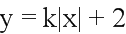 y = k|x| + 2